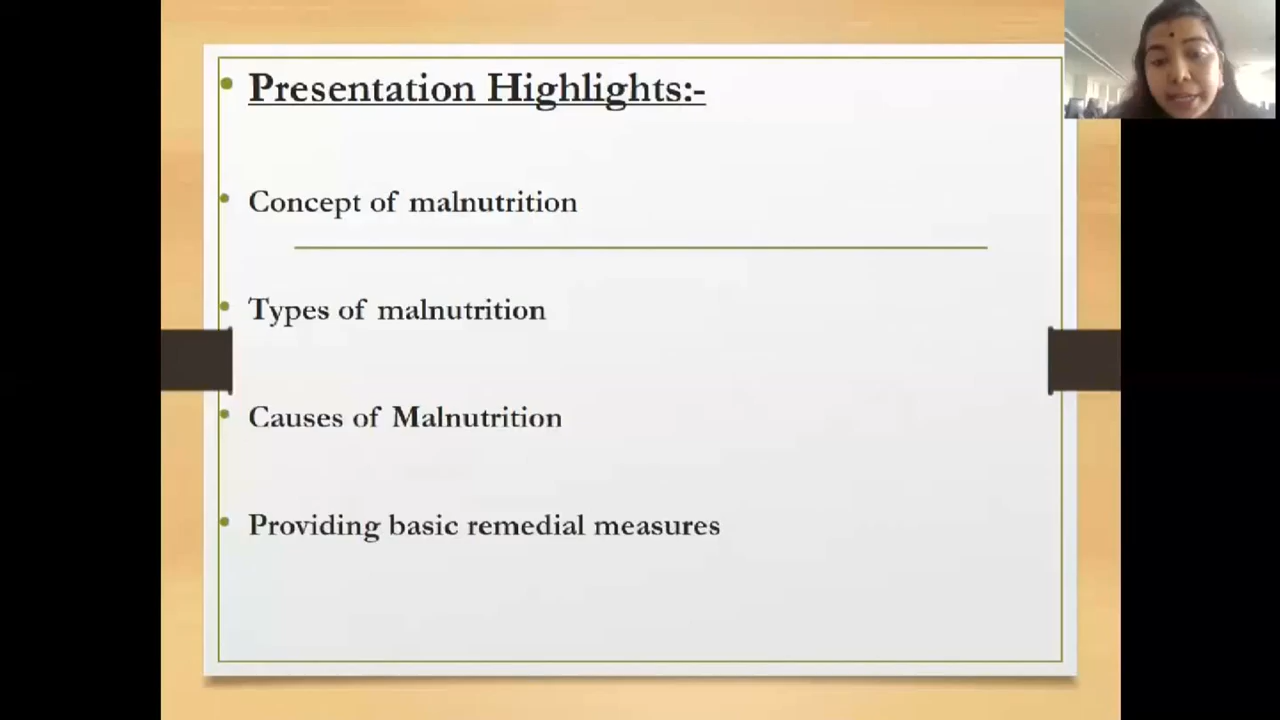 Presentation Highlights:-
Concept of malnutrition
Types of malnutrition
Causes of Malnutrition
Providing basic remedial measures